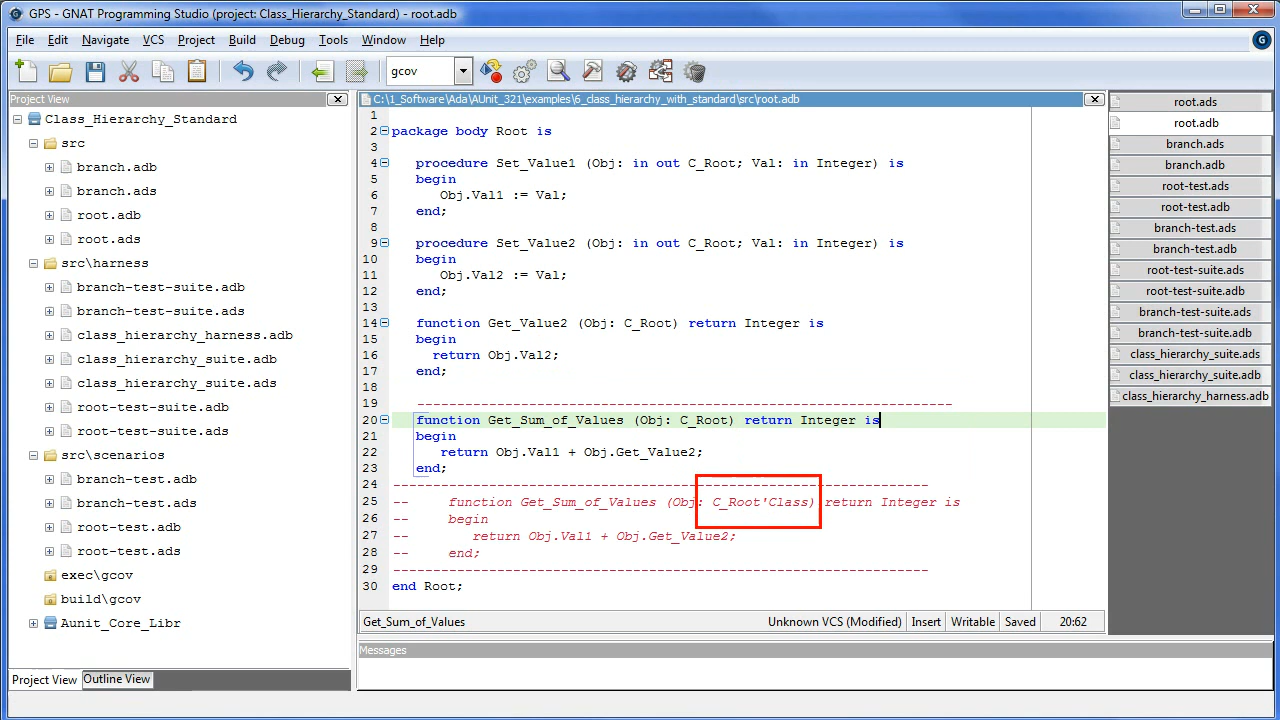 GPS - GNAT Programming Studio (project: Class_Hierarchy_Standard) - root.adb
File Edit Navigate VCS Project Build Debug Tools Window Help
gcov
Project View
Class_Hierarchy_Standard
src
branch.adb
branch.ads
root.adb
root.ads
src\harness
branch-test-suite.adb
branch-test-suite.ads
class_hierarchy_harness.adb
class_hierarchy_suite.adb
class_hierarchy_suite.ads
root-test-suite.adb
root-test-suite.ads
src\scenarios
branch-test.adb
branch-test.ads
root-test.adb
root-test.ads
exec\gcov
build\gcov
Aunit_Core_Libr
Project View Outline View
C:\1_Software\Ada\AUnit_321\examples\6_class_hierarchy_with_standard\src\root.adb
1
2 package body Root is
3
4 procedure Set_Value1 (Obj: in out C_Root; Val: in Integer) is
5 begin
6 Obj.Val1 := Val;
7 end;
8
9 procedure Set_Value2 (Obj: in out C_Root; Val: in Integer) is
10 begin
11 Obj.Val2 := Val;
12 end;
13
14 function Get_Value2 (Obj: C_Root) return Integer is
15 begin
16 return Obj.Val2;
17 end;
18
19 -------------------------------------------------------------------
20 function Get_Sum_of_Values (Obj: C_Root) return Integer is
21 begin
22 return Obj.Val1 + Obj.Get_Value2;
23 end;
24 -------------------------------------------------------------------
25 -- function Get_Sum_of_Values (Obj: C_Root'Class) return Integer is
26 -- begin
27 -- return Obj.Val1 + Obj.Get_Value2;
28 -- end;
29 -------------------------------------------------------------------
30 end Root;
Get_Sum_of_Values Unknown VCS (Modified) Insert Writable Saved 20:62
Messages
root.ads
root.adb
branch.ads
branch.adb
root-test.ads
root-test.adb
branch-test.ads
branch-test.adb
root-test-suite.ads
root-test-suite.adb
branch-test-suite.ads
branch-test-suite.adb
class_hierarchy_suite.ads
class_hierarchy_suite.adb
class_hierarchy_harness.adb